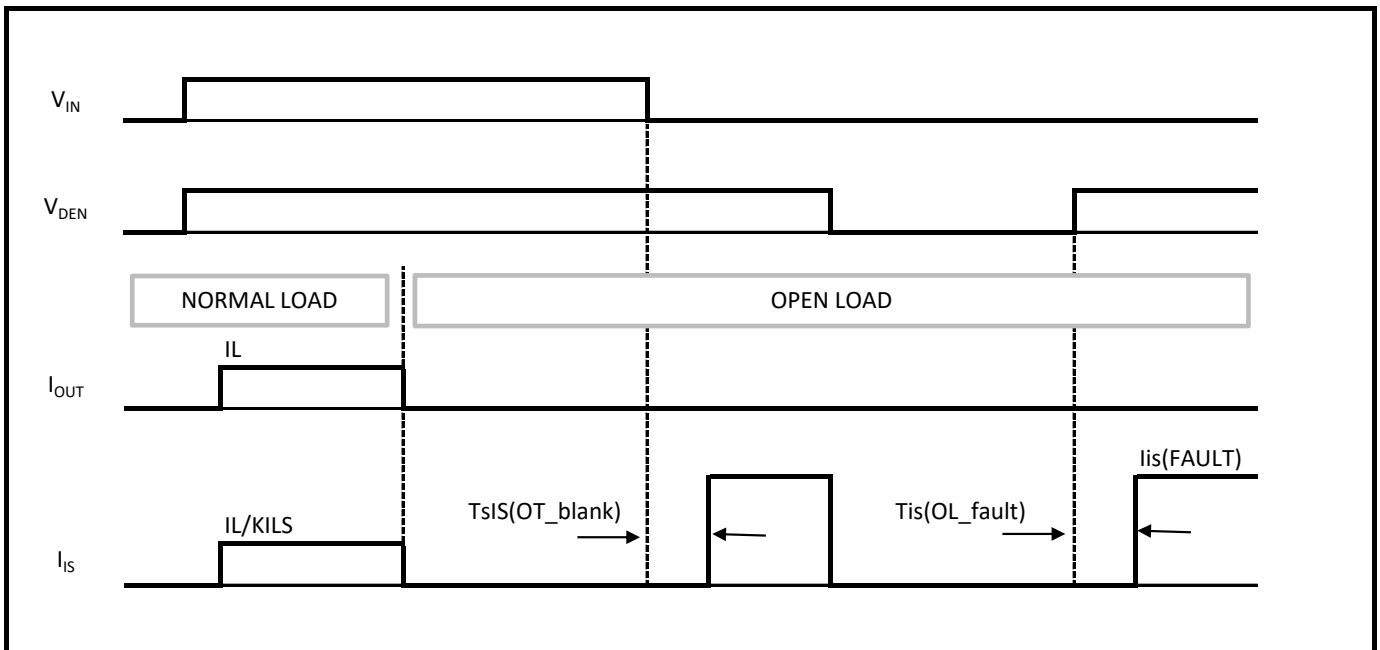 VIN
VDEN
NORMAL LOAD
OPEN LOAD
IL
IOUT
Iis(FAULT)
TsIS(OT_blank)
Tis(OL_fault)
IL/KILS
IIS